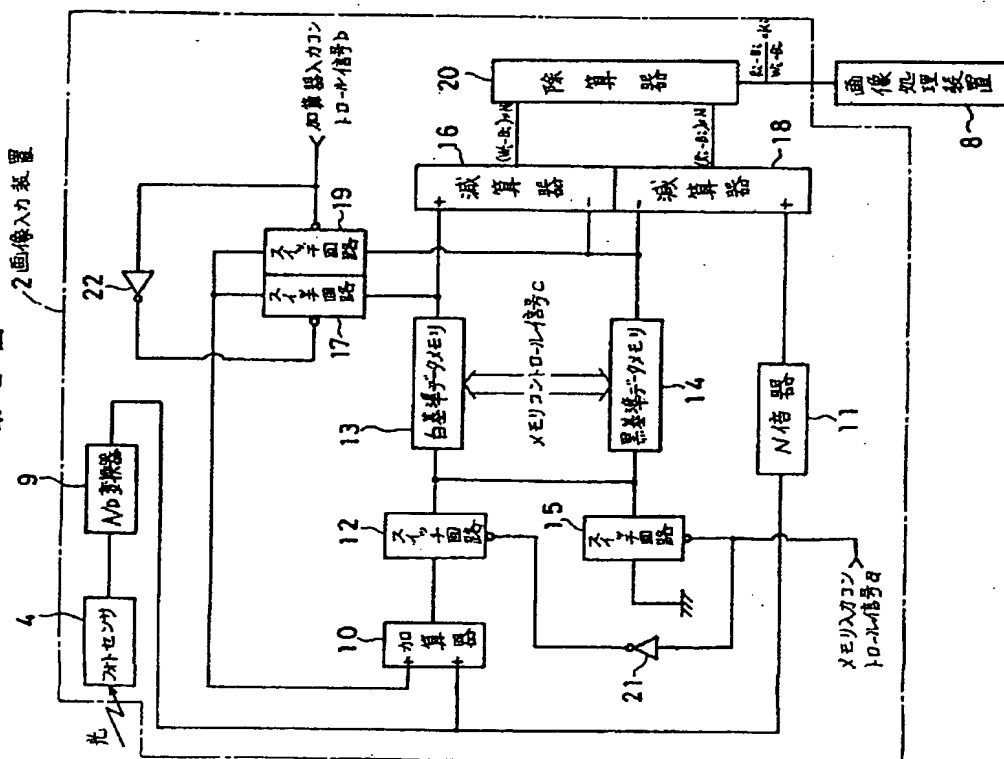 2画像入力装置
光
4
フォトセンサ
9
A/D変換器
22
加算器入力コン
トロール信号b
17
スイッチ回路
19
スイッチ回路
10
加算器
+
+
12
スイッチ回路
13
白基準データメモリ
メモリコントロール信号C
14
黒基準データメモリ
15
スイッチ回路
21
メモリ入力コン
トロール信号a
11
N倍器
16
減算器
+
-
18
減算器
-
+
(Wi-Bi)×N
(Ri-Bi)×N
20
除算器
8
画像処理装置